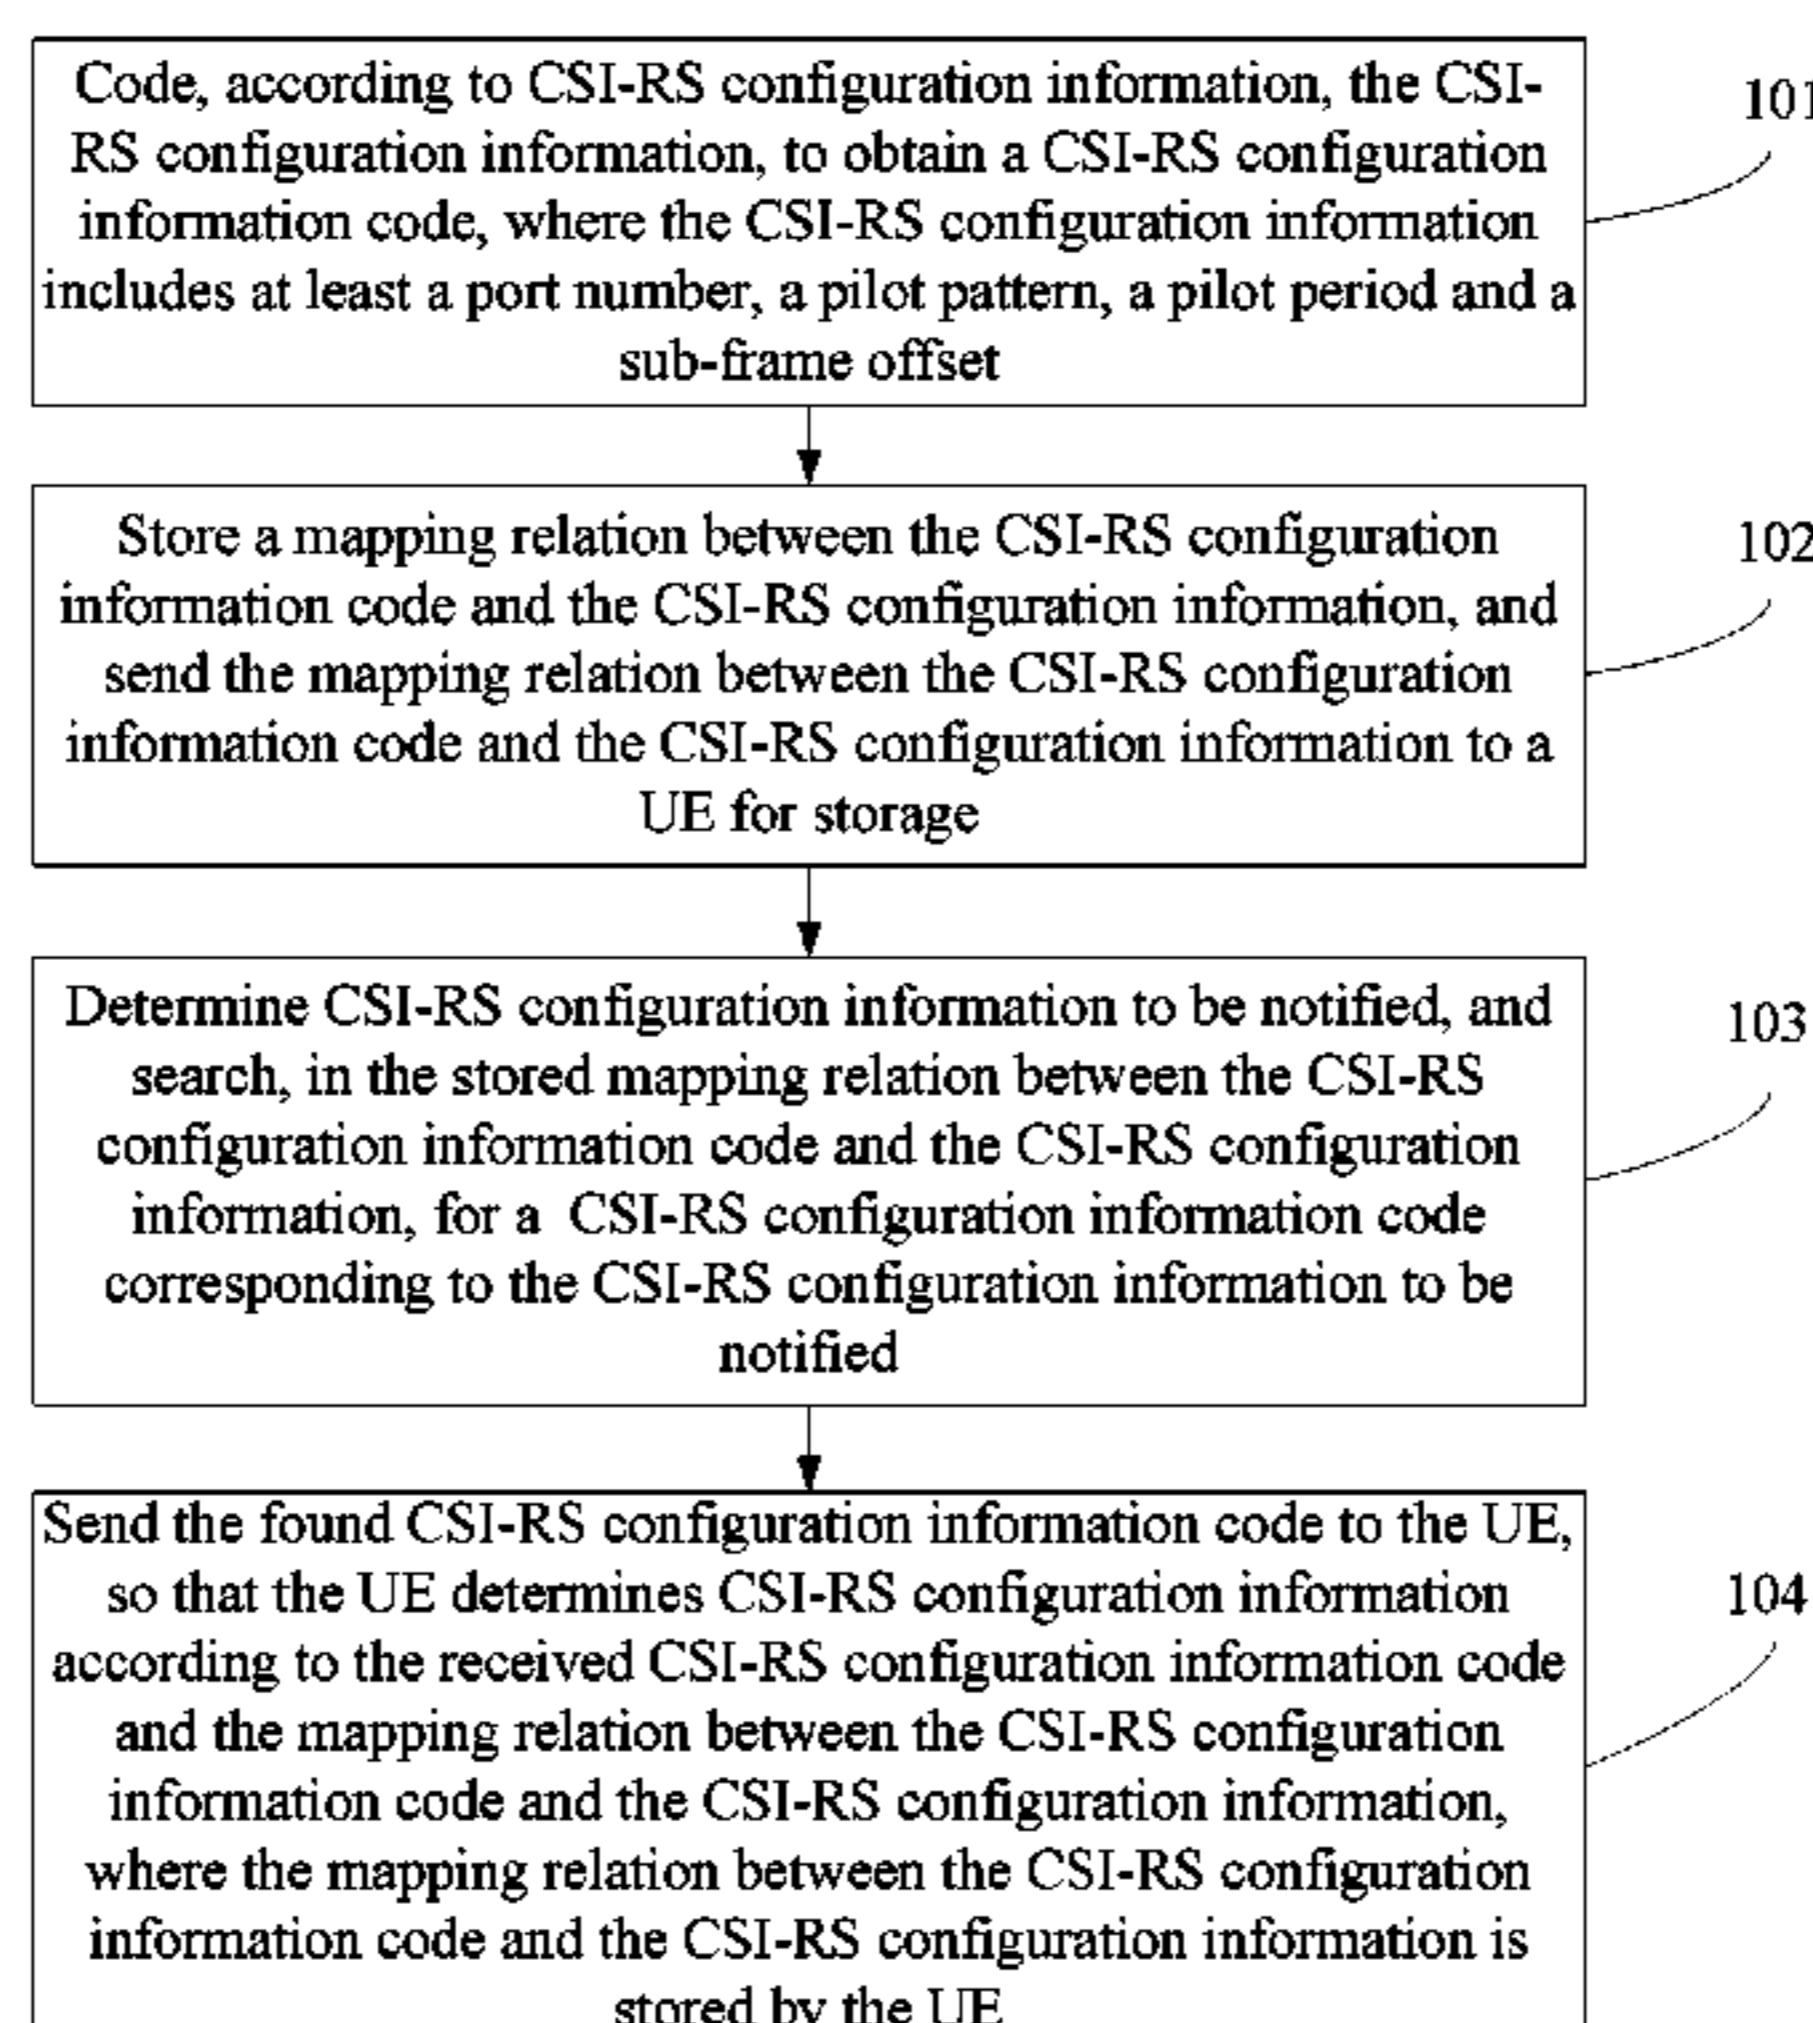 Code, according to CSI-RS configuration information, the CSI-
RS configuration information, to obtain a CSI-RS configuration
information code, where the CSI-RS configuration information
includes at least a port number, a pilot pattern, a pilot period and a
sub-frame offset
101
Store a mapping relation between the CSI-RS configuration
information code and the CSI-RS configuration information, and
send the mapping relation between the CSI-RS configuration
information code and the CSI-RS configuration information to a
UE for storage
102
Determine CSI-RS configuration information to be notified, and
search, in the stored mapping relation between the CSI-RS
configuration information code and the CSI-RS configuration
information, for a CSI-RS configuration information code
corresponding to the CSI-RS configuration information to be
notified
103
Send the found CSI-RS configuration information code to the UE,
so that the UE determines CSI-RS configuration information
according to the received CSI-RS configuration information code
and the mapping relation between the CSI-RS configuration
information code and the CSI-RS configuration information,
where the mapping relation between the CSI-RS configuration
information code and the CSI-RS configuration information is
stored by the UE
104